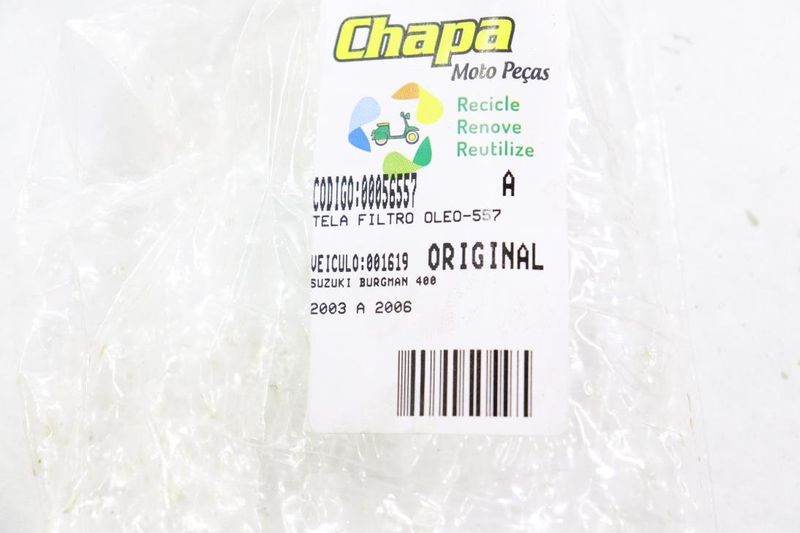 Chapa
Moto Peças
Recicle
Renove
Reutilize
CODIGO:00056557 A
TELA FILTRO OLEO-557
VEICULO:001619 ORIGINAL
SUZUKI BURGMAN 400
2003 A 2006